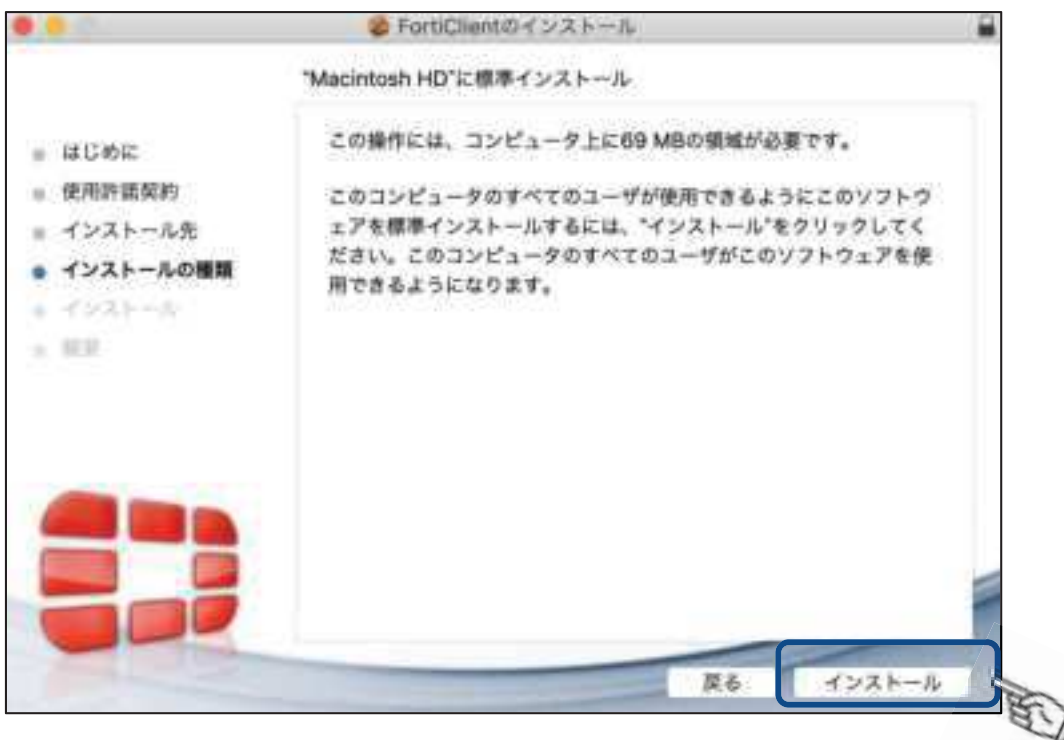 FortiClientのインストール
"Macintosh HD"に標準インストール
はじめに
使用許諾契約
インストール先
インストールの種類
インストール
概要
この操作には、コンピュータ上に69 MBの領域が必要です。
このコンピュータのすべてのユーザが使用できるようにこのソフトウ
ェアを標準インストールするには、"インストール"をクリックしてく
ださい。このコンピュータのすべてのユーザがこのソフトウェアを使
用できるようになります。
戻る
インストール